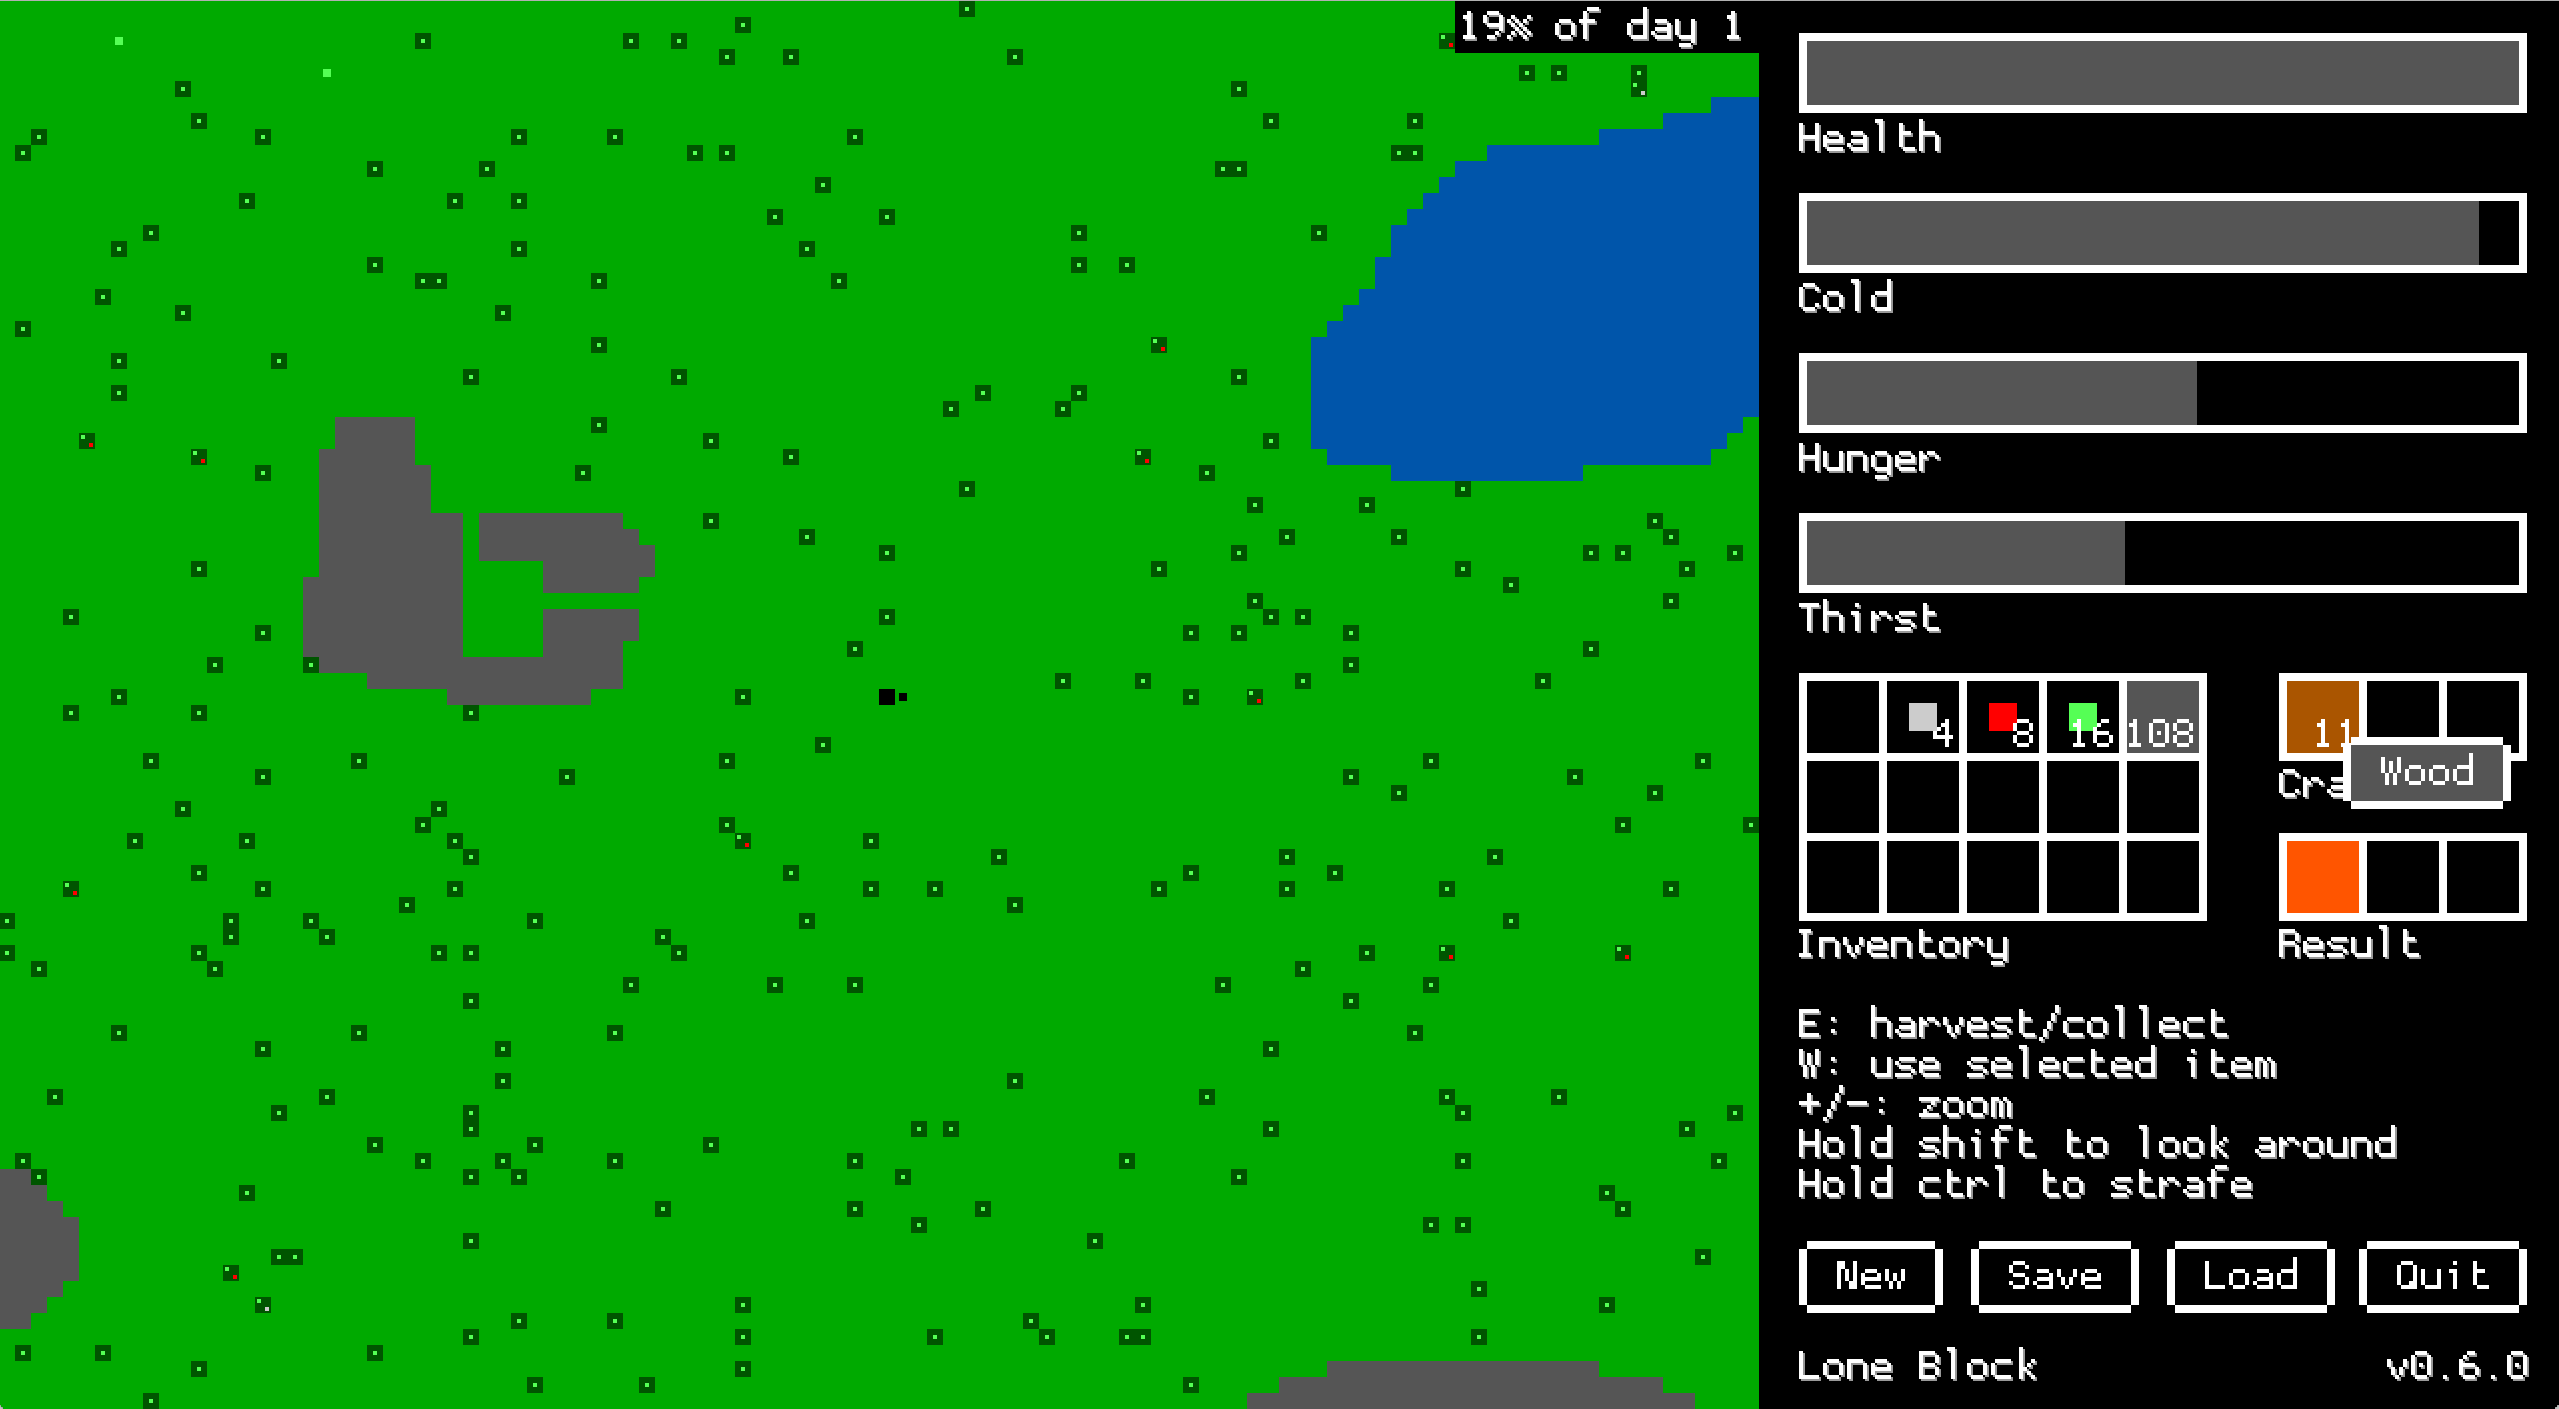 19% of day 1
Health
Cold
Hunger
Thirst
4 8 16 108
11
Wood
Inventory
Result
E: harvest/collect
W: use selected item
+/-: zoom
Hold shift to look around
Hold ctrl to strafe
New Save Load Quit
Lone Block v0.6.0